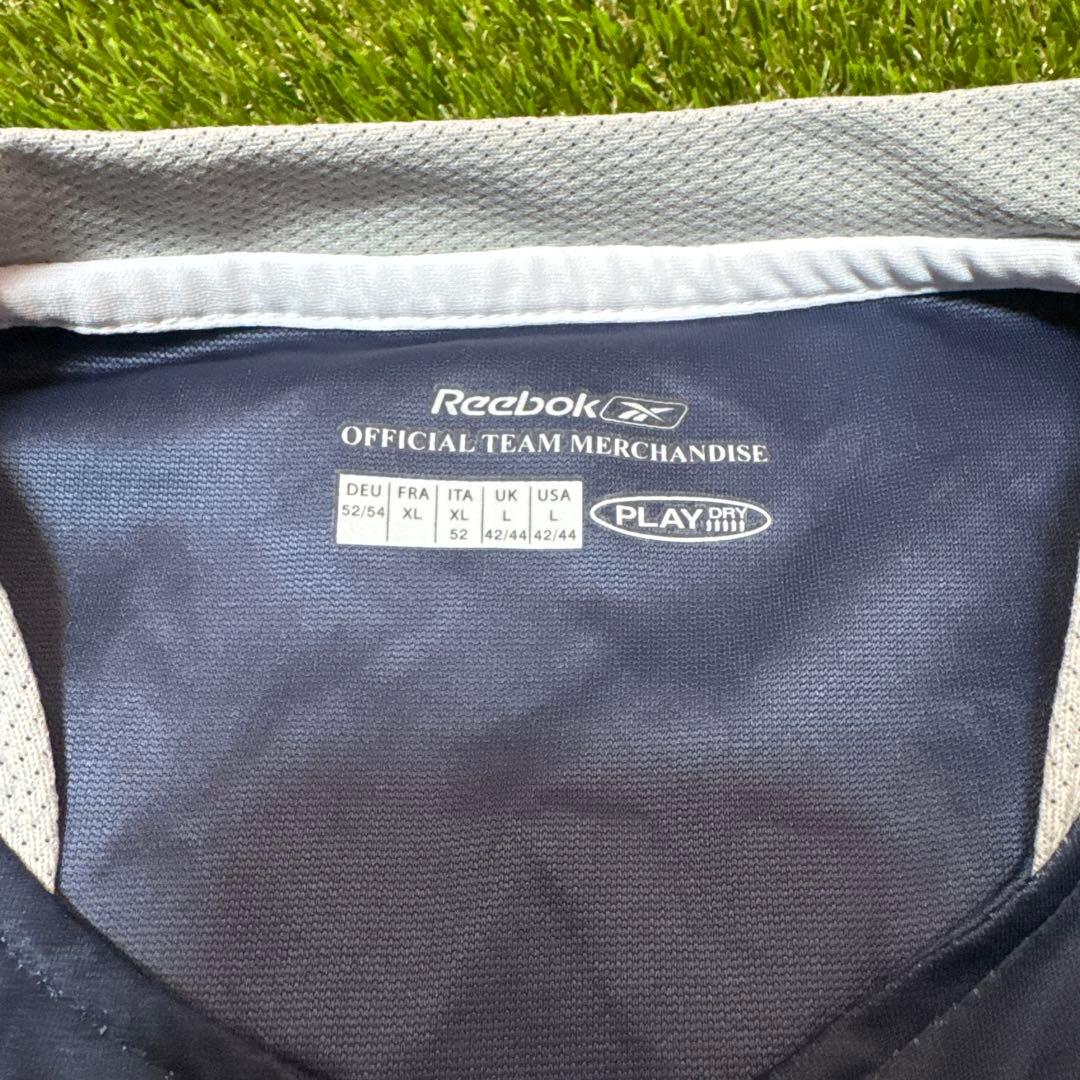 Reebok
OFFICIAL TEAM MERCHANDISE
DEU FRA ITA UK USA
52/54 XL XL L L
52 42/44 42/44
PLAY DRY